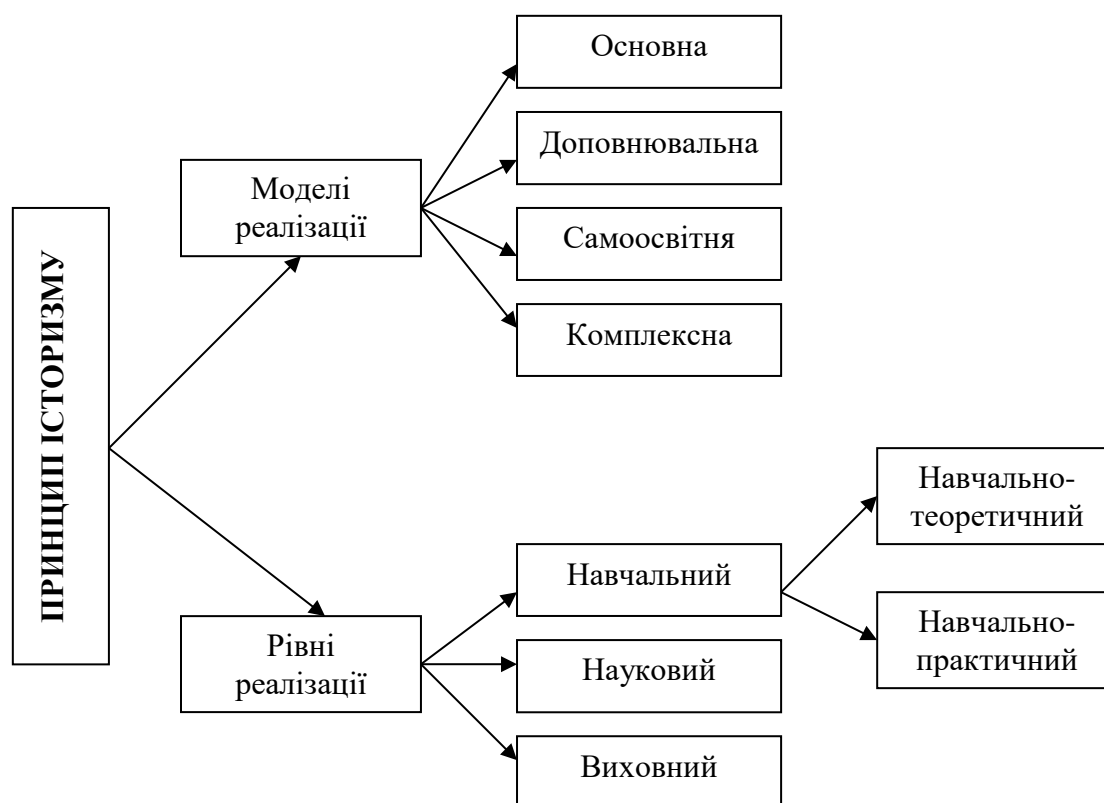 ПРИНЦИП ІСТОРИЗМУ
Моделі
реалізації
Основна
Доповнювальна
Самоосвітня
Комплексна
Рівні
реалізації
Навчальний
Науковий
Виховний
Навчально-
теоретичний
Навчально-
практичний